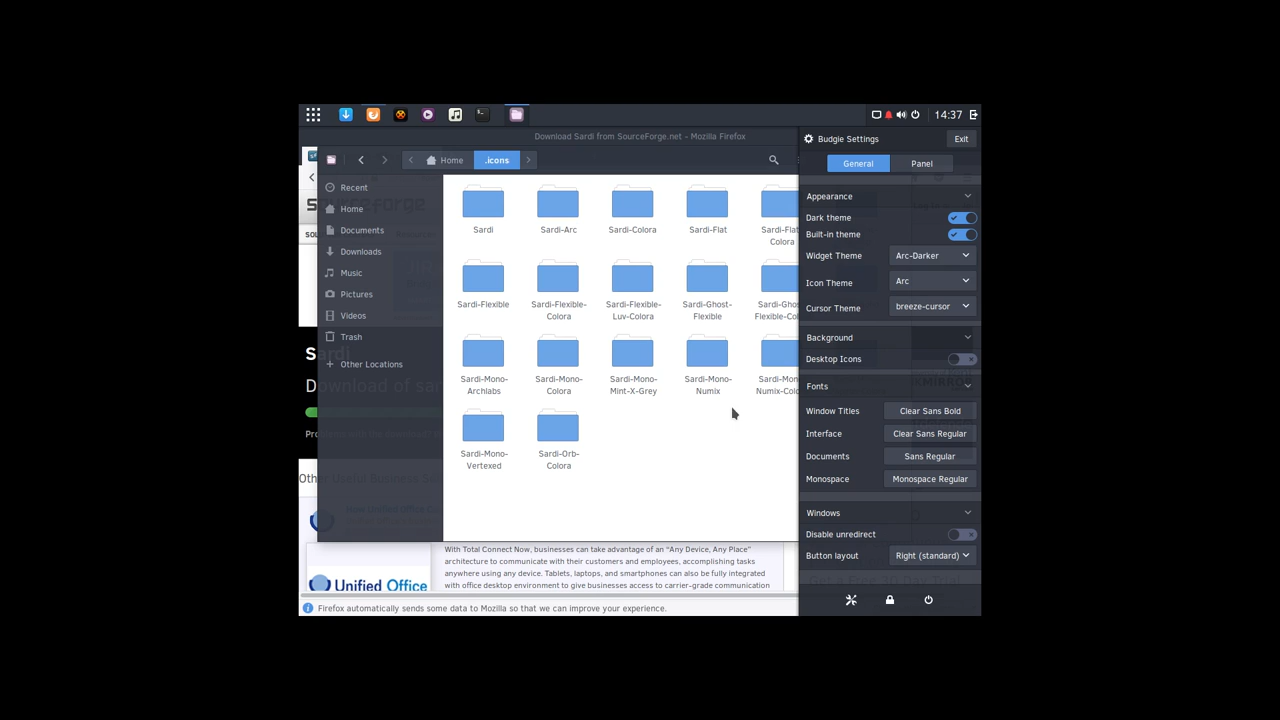 14:37
Download Sardi from SourceForge.net - Mozilla Firefox
Home
.icons
Recent
Home
Documents
Downloads
Music
Pictures
Videos
Trash
Other Locations
Sardi
Sardi-Arc
Sardi-Colora
Sardi-Flat
Sardi-Flat-
Colora
Sardi-Flexible
Sardi-Flexible-
Colora
Sardi-Flexible-
Luv-Colora
Sardi-Ghost-
Flexible
Sardi-Mono-
Archlabs
Sardi-Mono-
Colora
Sardi-Mono-
Mint-X-Grey
Sardi-Mono-
Numix
Sardi-Mono-
Vertexed
Sardi-Orb-
Colora
Sardi
Download of
With Total Connect Now, businesses can take advantage of an "Any Device, Any Place"
architecture to communicate with their customers and employees, accomplishing tasks
anywhere using any device. Tablets, laptops, and smartphones can also be fully integrated
with office desktop environment to give businesses access to carrier-grade communication
Unified Office
Firefox automatically sends some data to Mozilla so that we can improve your experience.
Budgie Settings
Exit
General
Panel
Appearance
Dark theme
Built-in theme
Widget Theme
Arc-Darker
Icon Theme
Arc
Cursor Theme
breeze-cursor
Background
Desktop Icons
Fonts
Window Titles
Clear Sans Bold
Interface
Clear Sans Regular
Documents
Sans Regular
Monospace
Monospace Regular
Windows
Disable unredirect
Button layout
Right (standard)